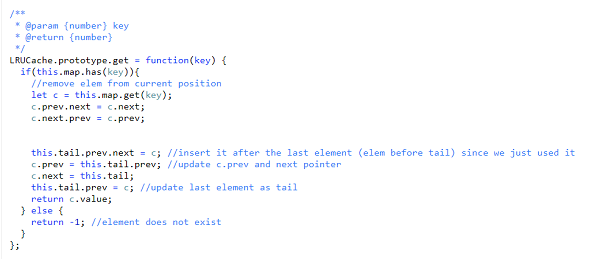 /**
 * @param {number} key
 * @return {number}
 */
LRUCache.prototype.get = function(key) {
  if(this.map.has(key)){
    //remove elem from current position
    let c = this.map.get(key);
    c.prev.next = c.next;
    c.next.prev = c.prev;
    this.tail.prev.next = c; //insert it after the last element (elem before tail) since we just used it
    c.prev = this.tail.prev; //update c.prev and next pointer
    c.next = this.tail;
    this.tail.prev = c; //update last element as tail
    return c.value;
  } else {
    return -1; //element does not exist
  }
};